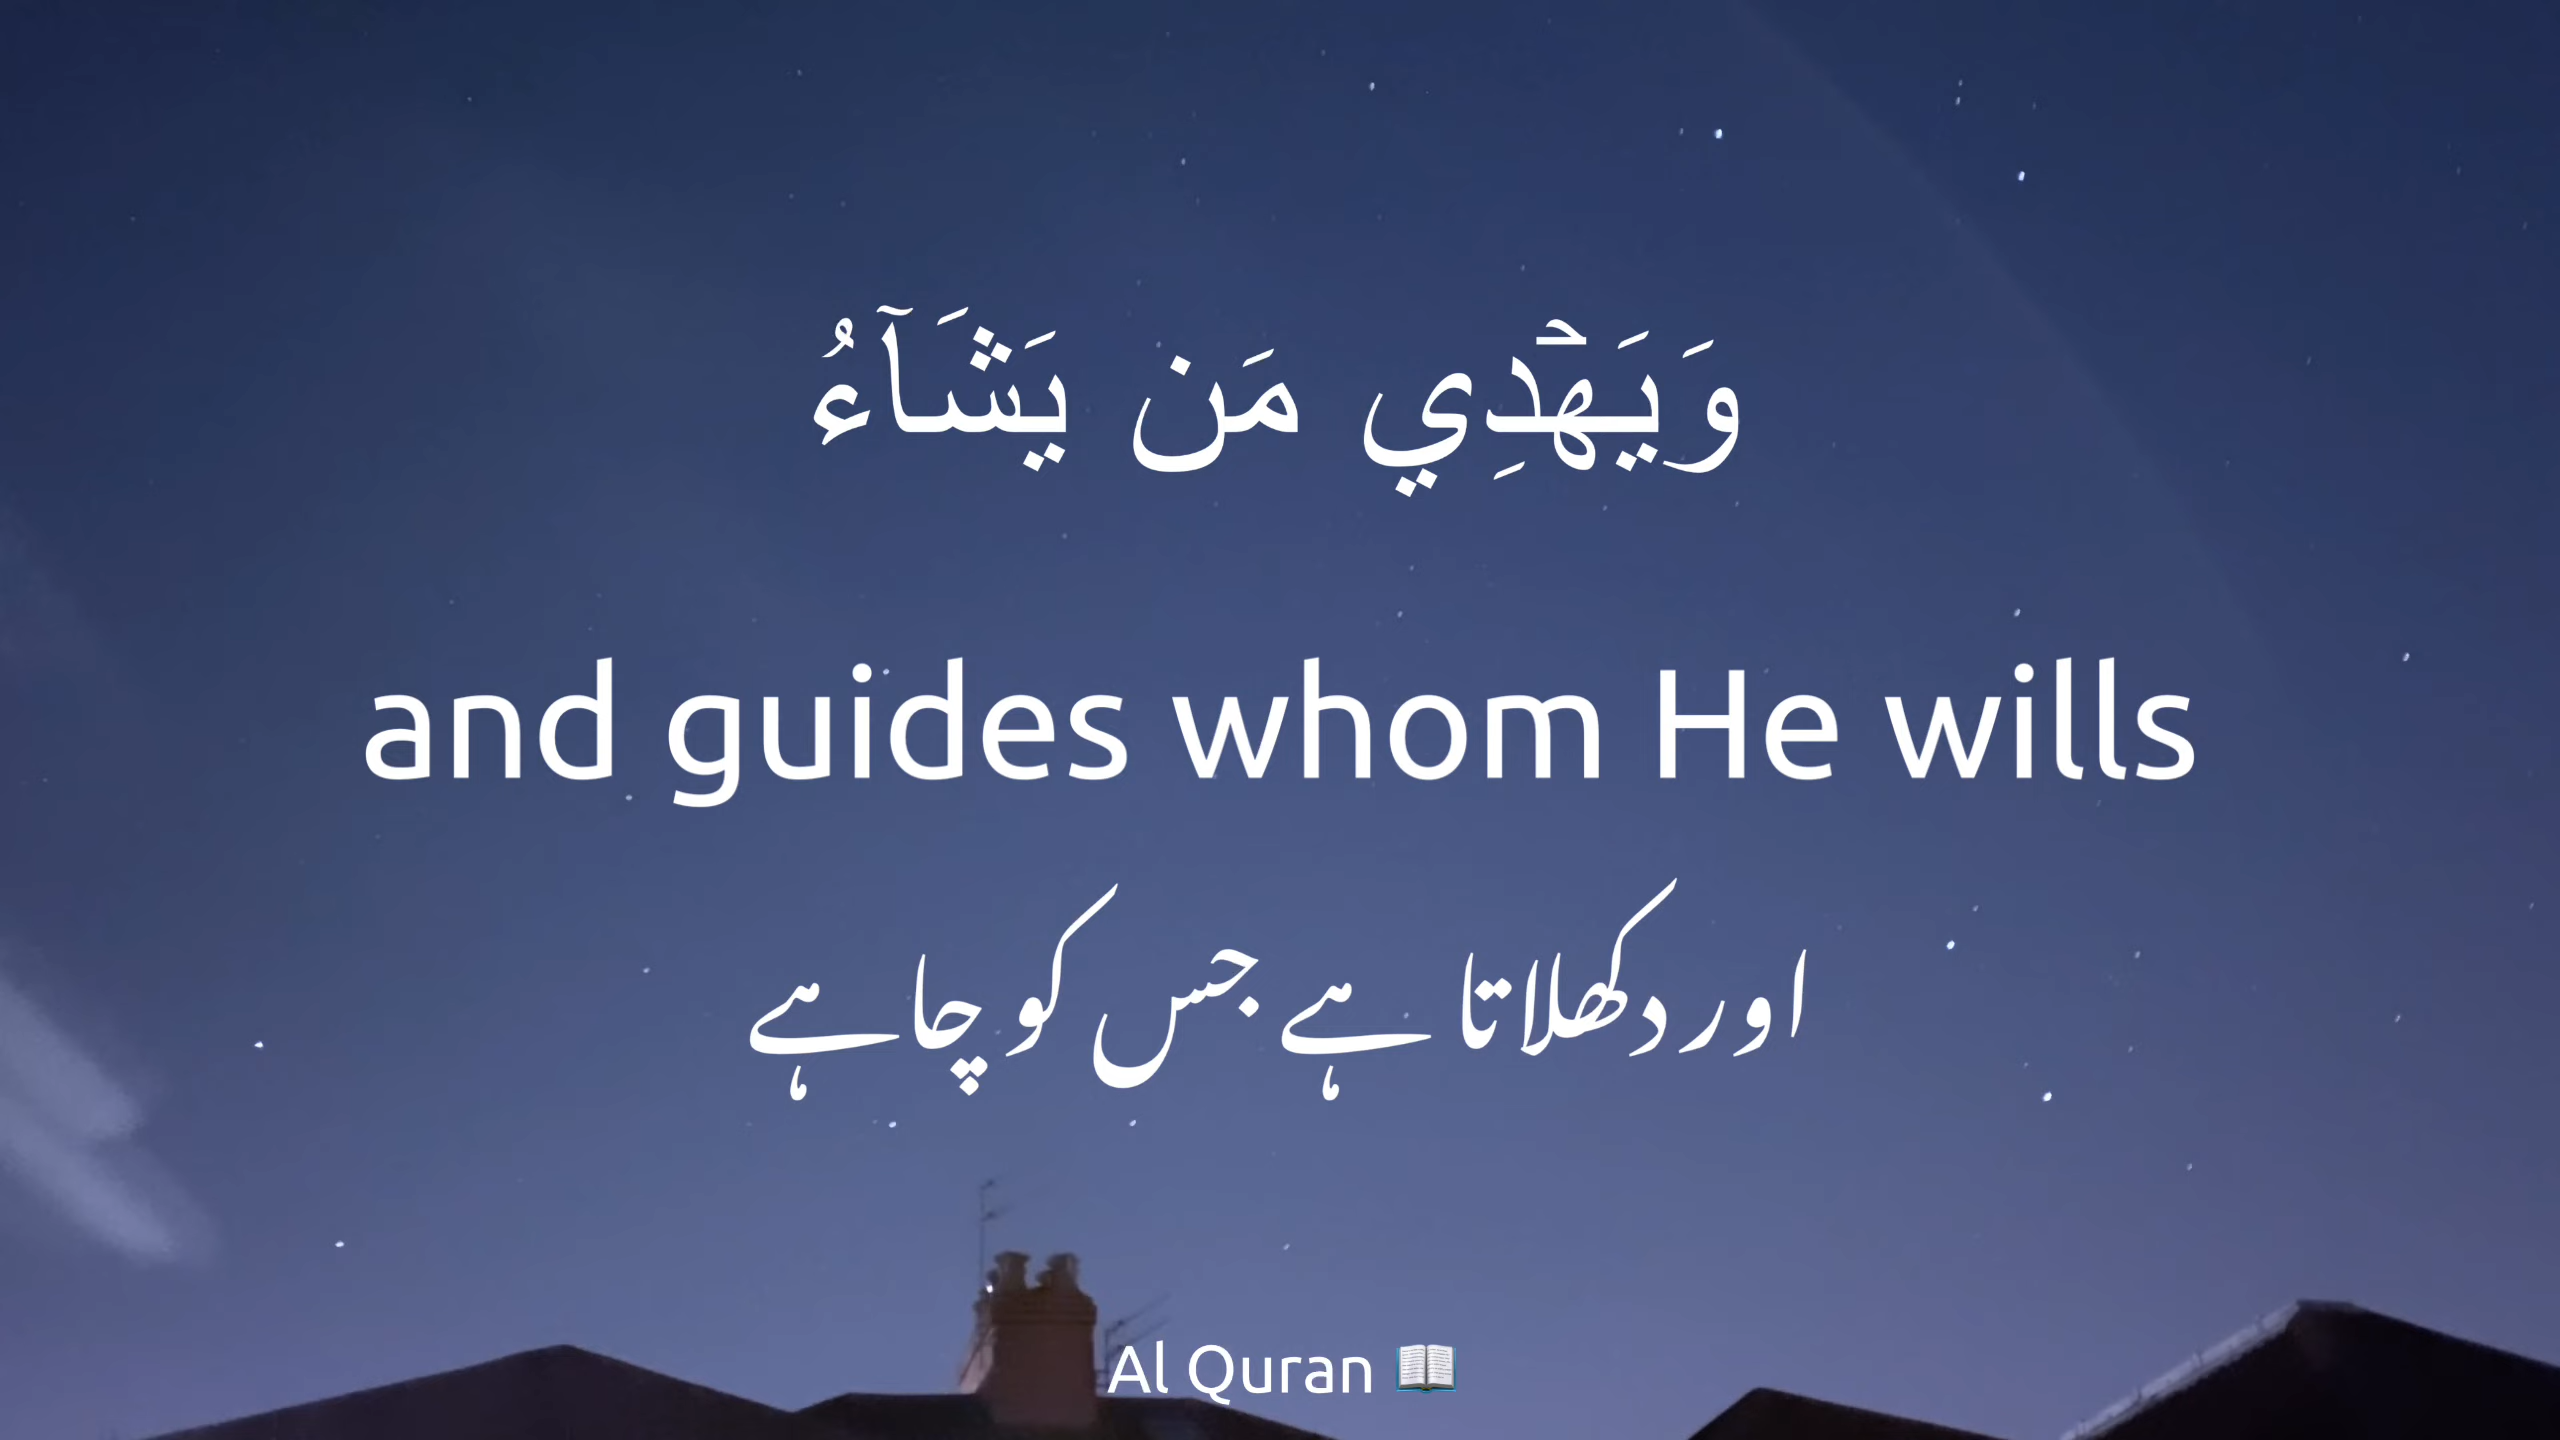 وَيَهۡدِي مَن يَشَآءُ
and guides whom He wills
اور دکھلاتا ہے جس کو چاہے
Al Quran 📖